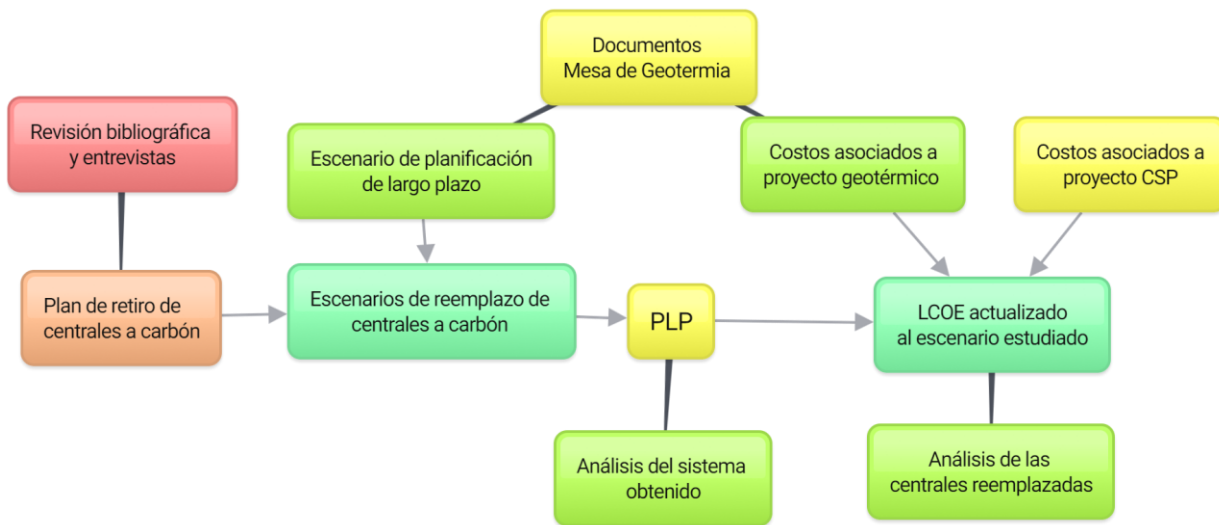 Documentos
Mesa de Geotermia
Revisión bibliográfica
y entrevistas
Escenario de planificación
de largo plazo
Costos asociados a
proyecto geotérmico
Costos asociados a
proyecto CSP
Plan de retiro de
centrales a carbón
Escenarios de reemplazo de
centrales a carbón
PLP
LCOE actualizado
al escenario estudiado
Análisis del sistema
obtenido
Análisis de las
centrales reemplazadas